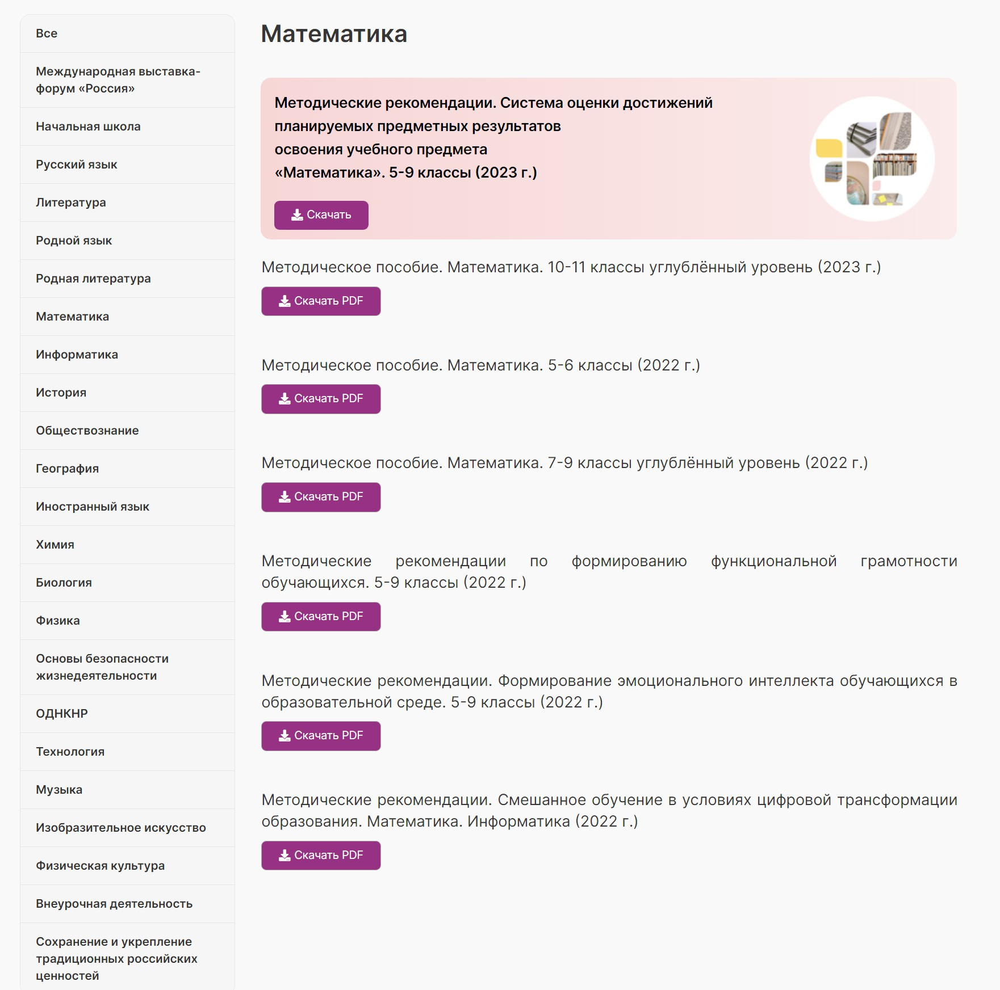 Все
Международная выставка-
форум «Россия»
Начальная школа
Русский язык
Литература
Родной язык
Родная литература
Математика
Информатика
История
Обществознание
География
Иностранный язык
Химия
Биология
Физика
Основы безопасности
жизнедеятельности
ОДНКНР
Технология
Музыка
Изобразительное искусство
Физическая культура
Внеурочная деятельность
Сохранение и укрепление
традиционных российских
ценностей
Математика
Методические рекомендации. Система оценки достижений
планируемых предметных результатов
освоения учебного предмета
«Математика». 5-9 классы (2023 г.)
Скачать
Методическое пособие. Математика. 10-11 классы углублённый уровень (2023 г.)
Скачать PDF
Методическое пособие. Математика. 5-6 классы (2022 г.)
Скачать PDF
Методическое пособие. Математика. 7-9 классы углублённый уровень (2022 г.)
Скачать PDF
Методические рекомендации по формированию функциональной грамотности
обучающихся. 5-9 классы (2022 г.)
Скачать PDF
Методические рекомендации. Формирование эмоционального интеллекта обучающихся в
образовательной среде. 5-9 классы (2022 г.)
Скачать PDF
Методические рекомендации. Смешанное обучение в условиях цифровой трансформации
образования. Математика. Информатика (2022 г.)
Скачать PDF